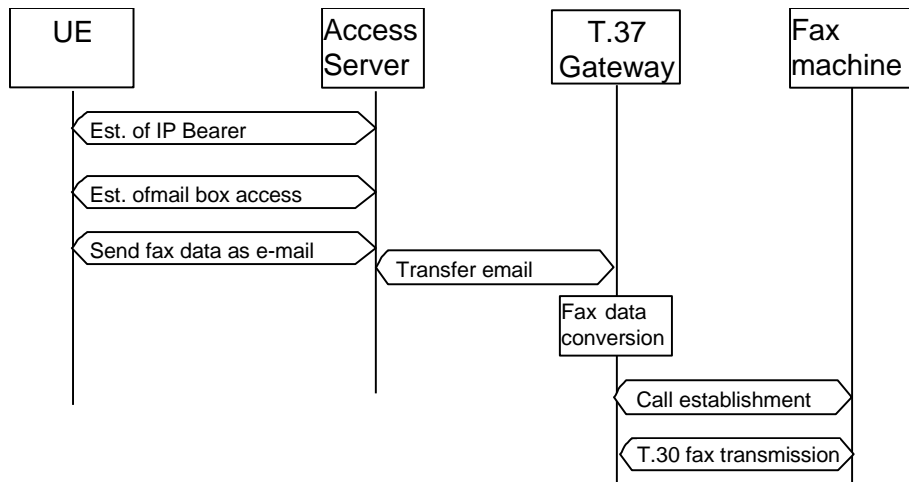 UE
Access
Server
T.37
Gateway
Fax
machine
Est. of IP Bearer
Est. ofmail box access
Send fax data as e-mail
Transfer email
Fax data
conversion
Call establishment
T.30 fax transmission